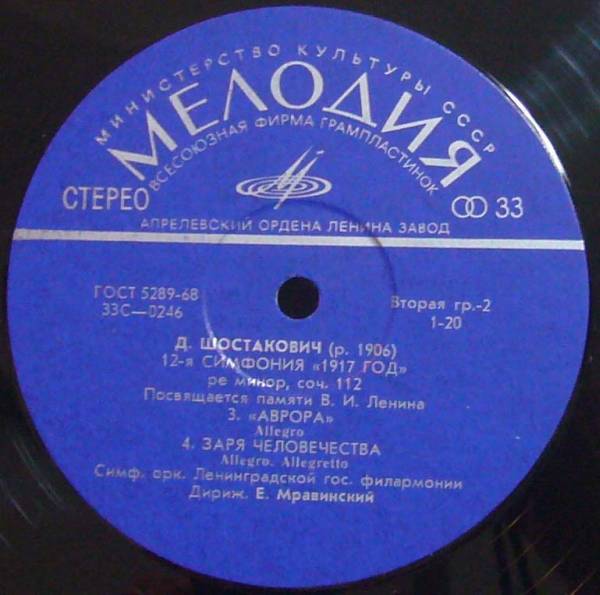 МИНИСТЕРСТВО КУЛЬТУРЫ СССР
МЕЛОДИЯ
ВСЕСОЮЗНАЯ ФИРМА ГРАМПЛАСТИНОК
СТЕРЕО
33
АПРЕЛЕВСКИЙ ОРДЕНА ЛЕНИНА ЗАВОД
ГОСТ 5289-68
33С—0246
Вторая гр.-2
1-20
Д. ШОСТАКОВИЧ (р. 1906)
12-я СИМФОНИЯ «1917 ГОД»
ре минор, соч. 112
Посвящается памяти В. И. Ленина
3. «АВРОРА»
Allegro
4. ЗАРЯ ЧЕЛОВЕЧЕСТВА
Allegro. Allegretto
Симф. орк. Ленинградской гос. филармонии
Дириж. Е. Мравинский